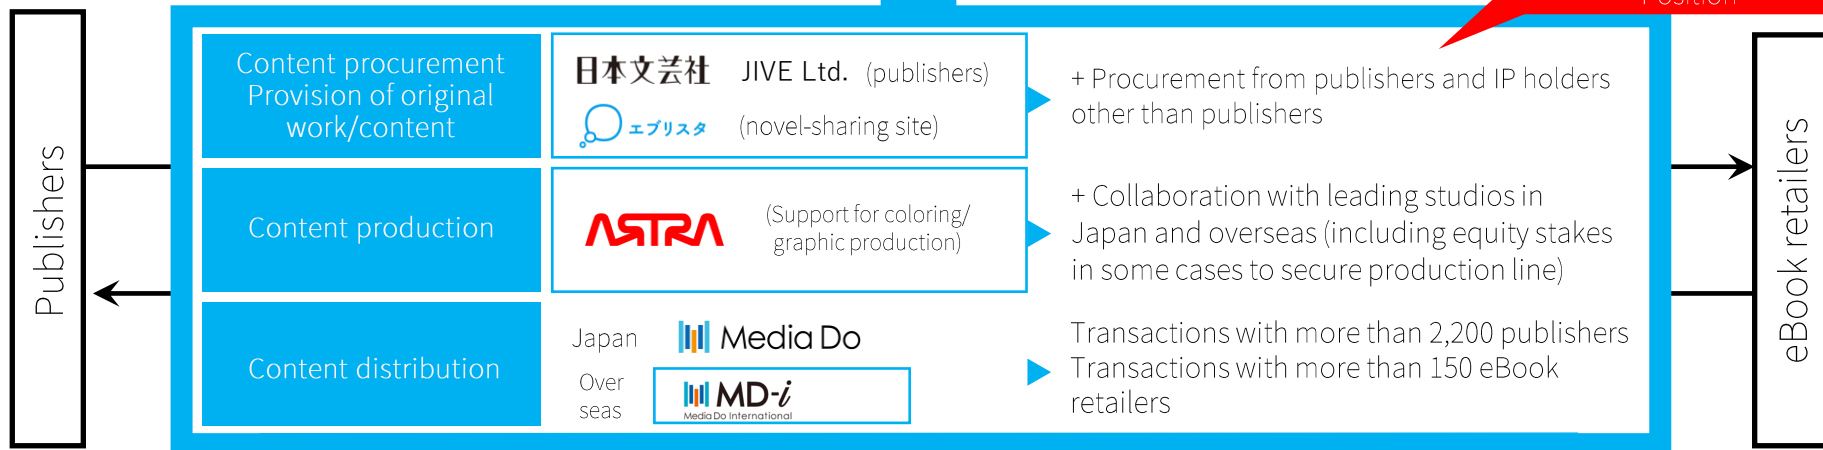 Position
Publishers
Content procurement
Provision of original
work/content
日本文芸社 JIVE Ltd. (publishers)
エブリスタ (novel-sharing site)
+ Procurement from publishers and IP holders
other than publishers
Content production
ASTRA
(Support for coloring/
graphic production)
+ Collaboration with leading studios in
Japan and overseas (including equity stakes
in some cases to secure production line)
Content distribution
Japan Media Do
Over
seas
MD-i
Media Do International
Transactions with more than 2,200 publishers
Transactions with more than 150 eBook
retailers
eBook retailers